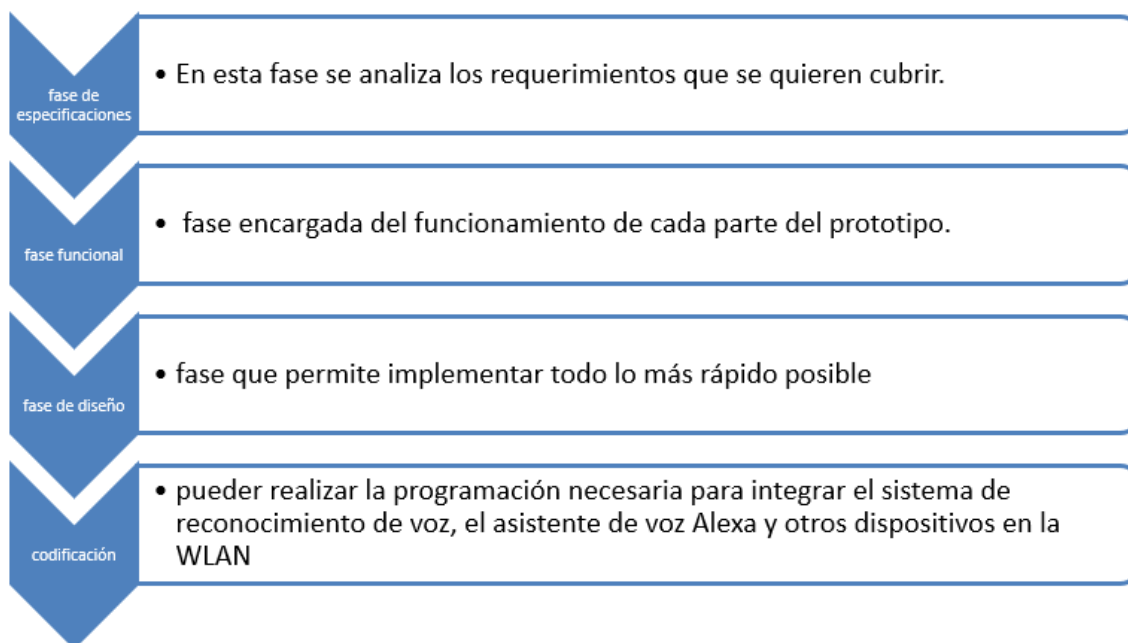 fase de
especificaciones
• En esta fase se analiza los requerimientos que se quieren cubrir.
fase funcional
• fase encargada del funcionamiento de cada parte del prototipo.
fase de diseño
• fase que permite implementar todo lo más rápido posible
codificación
• pueder realizar la programación necesaria para integrar el sistema de
reconocimiento de voz, el asistente de voz Alexa y otros dispositivos en la
WLAN